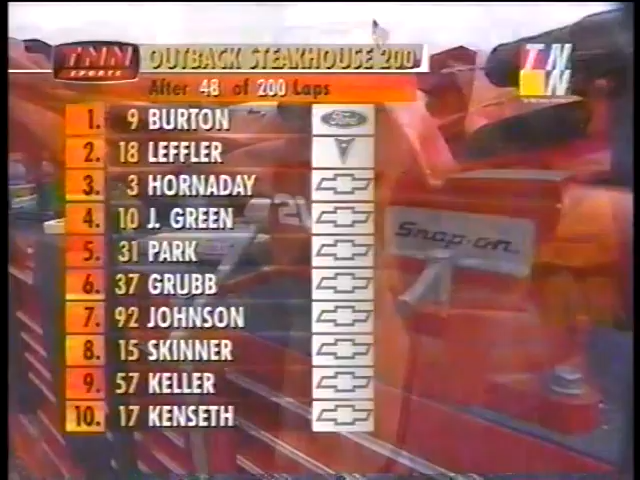 TNN
SPORTS
OUTBACK STEAKHOUSE 200
TNN
After 48 of 200 Laps
1. 9 BURTON Ford
2. 18 LEFFLER
3. 3 HORNADAY
4. 10 J. GREEN
5. 31 PARK
6. 37 GRUBB
7. 92 JOHNSON
8. 15 SKINNER
9. 57 KELLER
10. 17 KENSETH
21
Snap-on